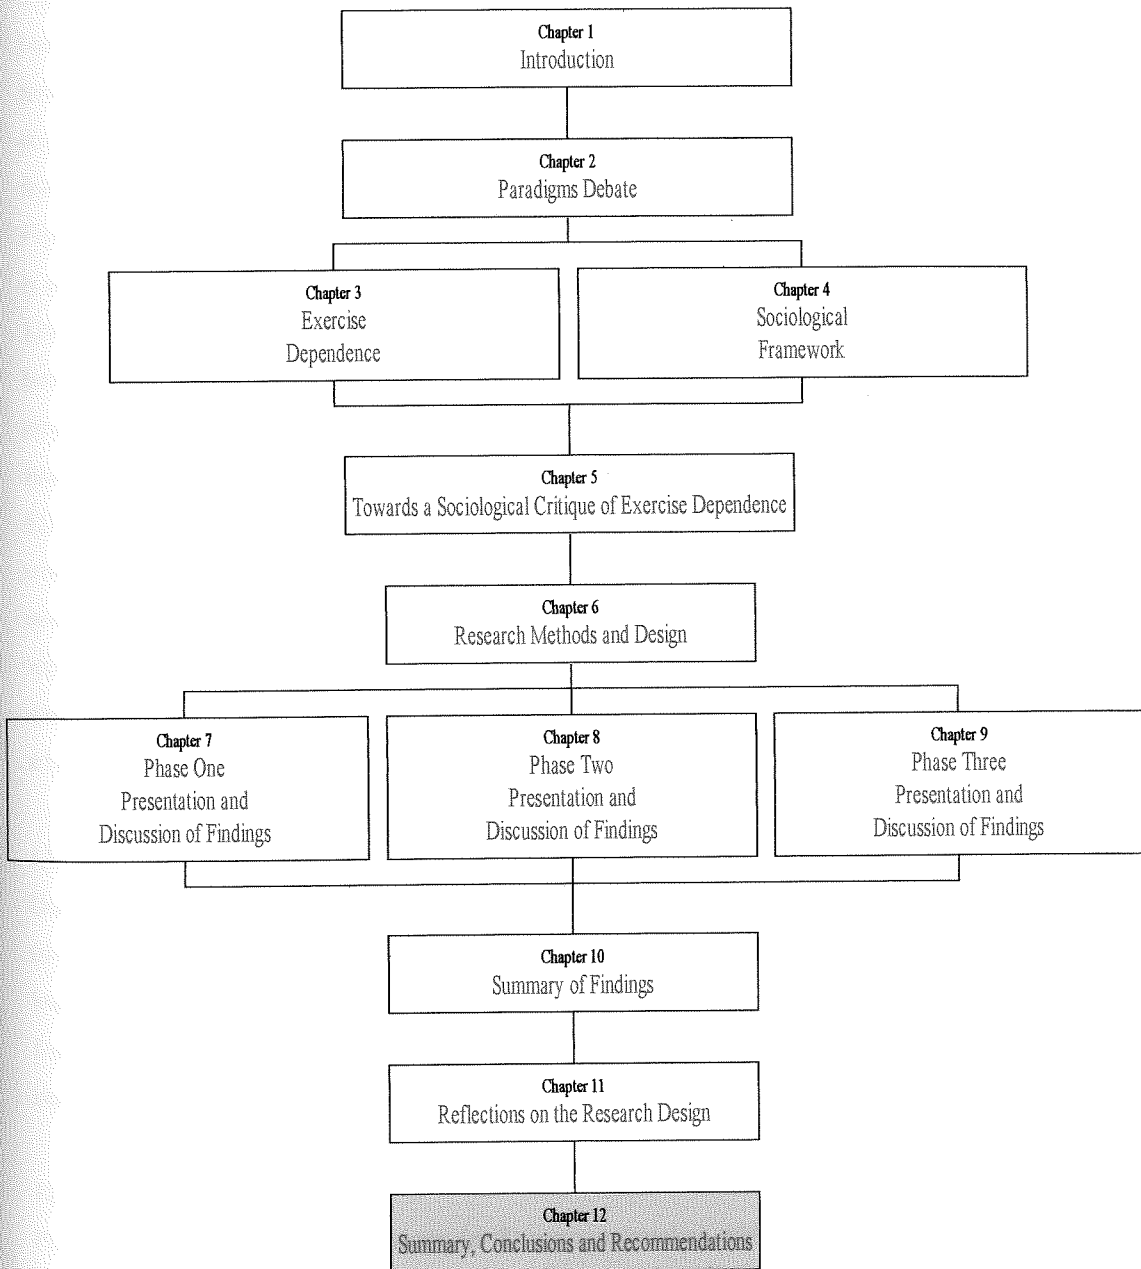 Chapter 1
Introduction
Chapter 2
Paradigms Debate
Chapter 3
Exercise
Dependence
Chapter 4
Sociological
Framework
Chapter 5
Towards a Sociological Critique of Exercise Dependence
Chapter 6
Research Methods and Design
Chapter 7
Phase One
Presentation and
Discussion of Findings
Chapter 8
Phase Two
Presentation and
Discussion of Findings
Chapter 9
Phase Three
Presentation and
Discussion of Findings
Chapter 10
Summary of Findings
Chapter 11
Reflections on the Research Design
Chapter 12
Summary, Conclusions and Recommendations